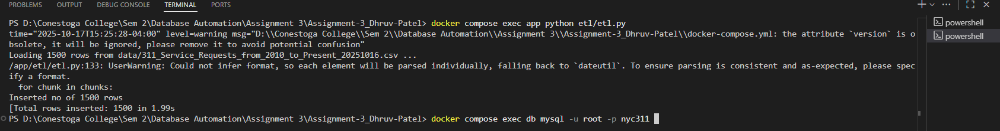 PROBLEMS OUTPUT DEBUG CONSOLE TERMINAL PORTS
PS D:\Conestoga College\Sem 2\Database Automation\Assignment 3\Assignment-3_Dhruv-Patel> docker compose exec app python etl/etl.py
time="2025-10-17T15:25:28-04:00" level=warning msg="D:\\Conestoga College\\Sem 2\\Database Automation\\Assignment 3\\Assignment-3_Dhruv-Patel\\docker-compose.yml: the attribute `version` is o
bsolete, it will be ignored, please remove it to avoid potential confusion"
Loading 1500 rows from data/311_Service_Requests_from_2010_to_Present_20251016.csv ...
/app/etl/etl.py:133: UserWarning: Could not infer format, so each element will be parsed individually, falling back to `dateutil`. To ensure parsing is consistent and as-expected, please spec
ify a format.
  for chunk in chunks:
Inserted no of 1500 rows
[Total rows inserted: 1500 in 1.99s
PS D:\Conestoga College\Sem 2\Database Automation\Assignment 3\Assignment-3_Dhruv-Patel> docker compose exec db mysql -u root -p nyc311
powershell
powershell